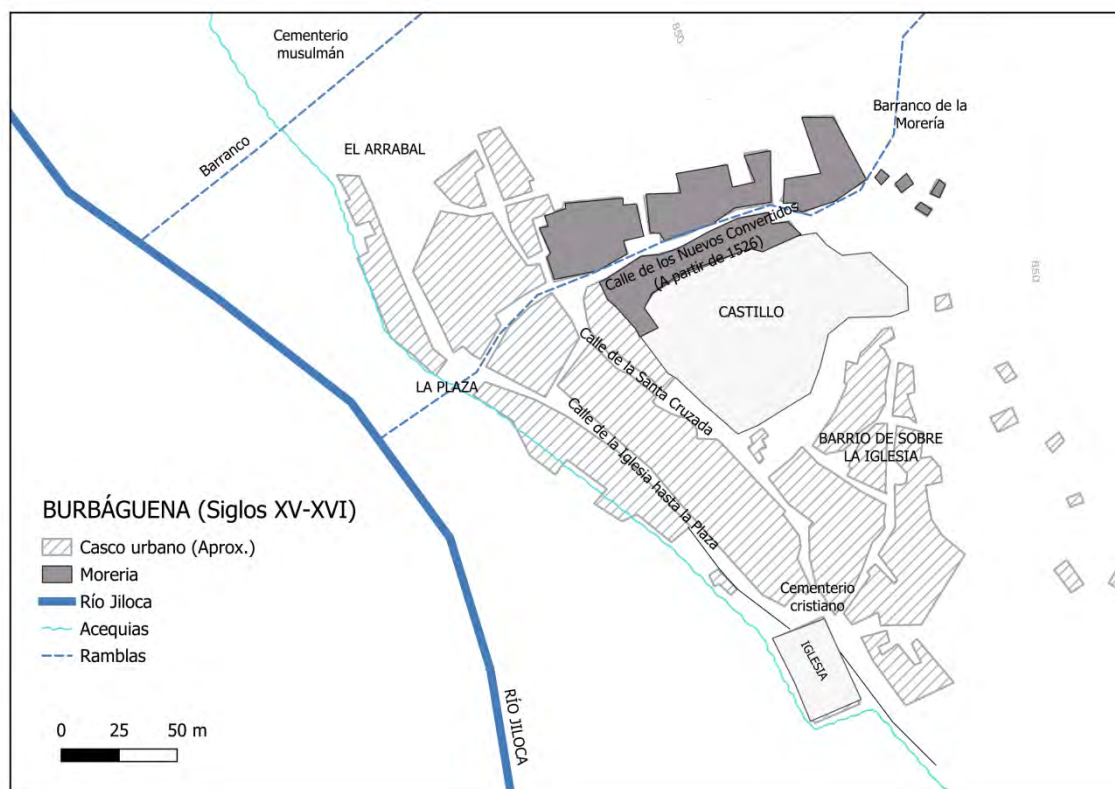 850
Cementerio
musulmán
Barranco de la
Morería
Barranco
EL ARRABAL
Calle de los Nuevos Convertidos
(A partir de 1526)
850
CASTILLO
LA PLAZA
Calle de la Santa Cruzada
Calle de la Iglesia hasta la Plaza
BARRIO DE SOBRE
LA IGLESIA
BURBÁGUENA (Siglos XV-XVI)
Casco urbano (Aprox.)
Moreria
Río Jiloca
Acequias
Ramblas
Cementerio
cristiano
IGLESIA
RÍO JILOCA
0 25 50 m